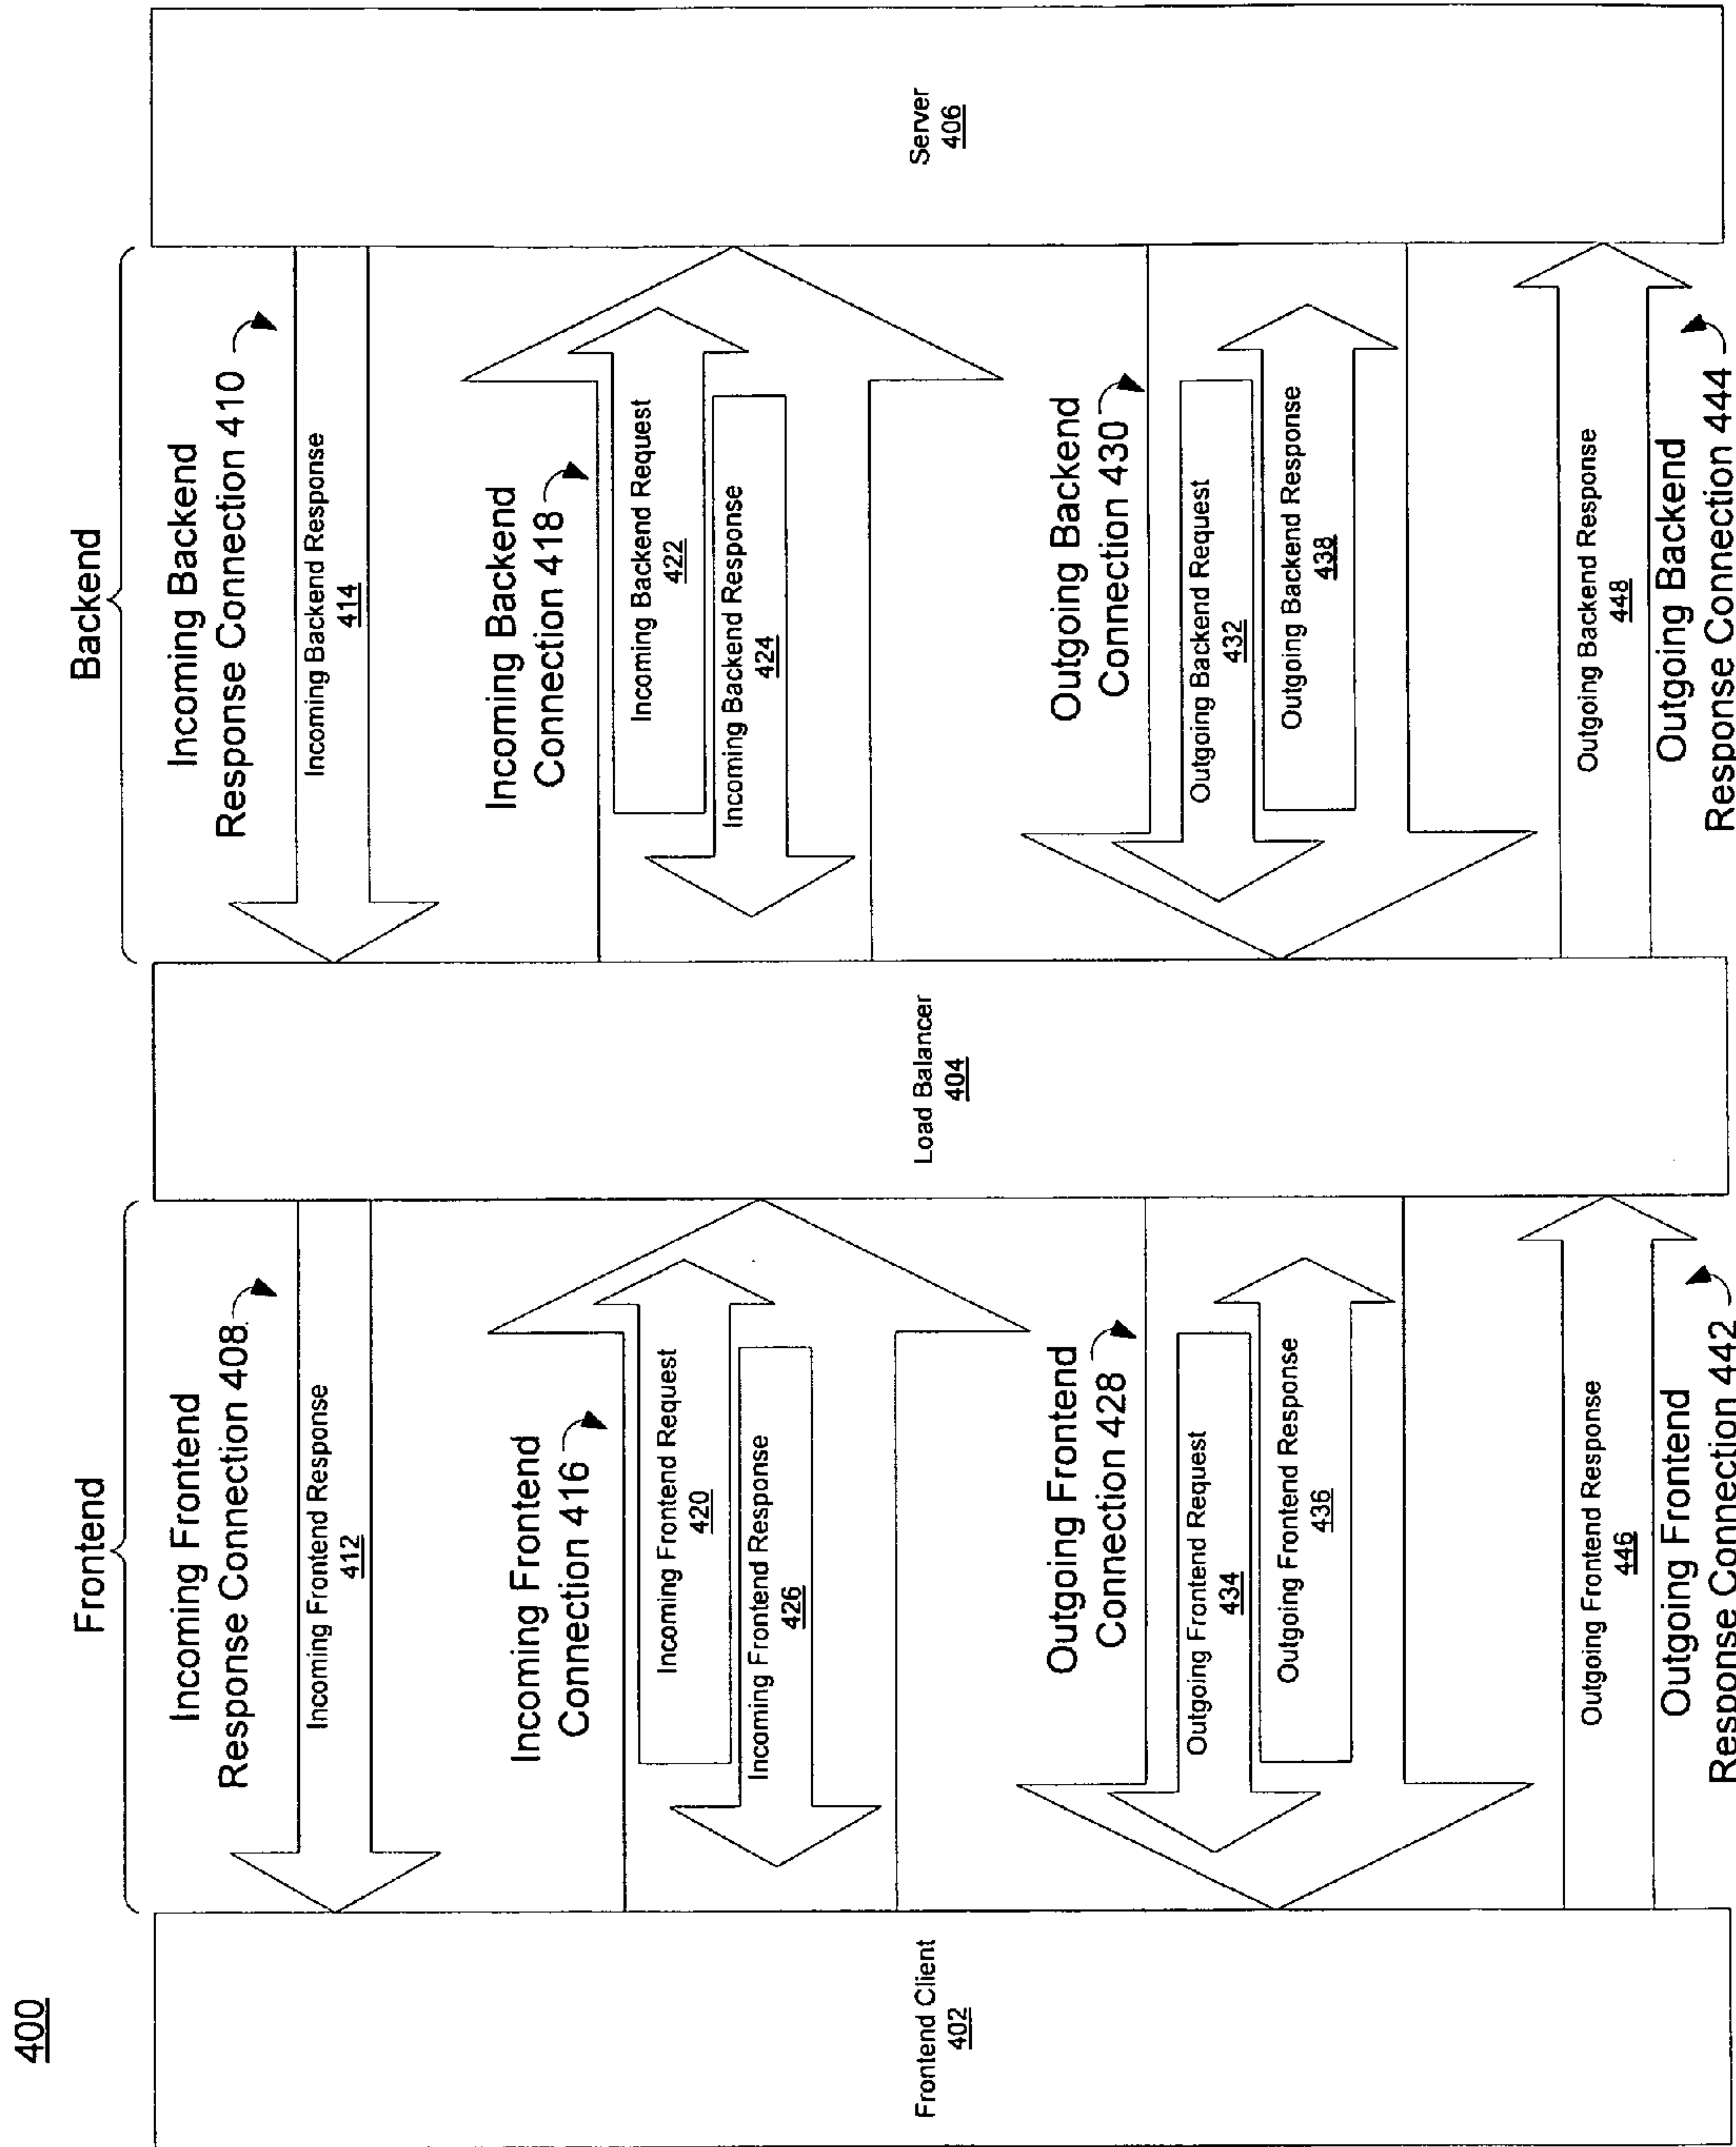 400
Frontend
Backend
Incoming Frontend
Response Connection 408
Incoming Backend
Response Connection 410
Incoming Frontend Response
412
Incoming Backend Response
414
Incoming Frontend
Connection 416
Incoming Backend
Connection 418
Incoming Frontend Request
420
Incoming Backend Request
422
Incoming Frontend Response
426
Incoming Backend Response
424
Frontend Client
402
Load Balancer
404
Server
406
Outgoing Frontend
Connection 428
Outgoing Backend
Connection 430
Outgoing Frontend Request
434
Outgoing Backend Request
432
Outgoing Frontend Response
436
Outgoing Backend Response
438
Outgoing Frontend Response
446
Outgoing Backend Response
448
Outgoing Frontend
Response Connection 442
Outgoing Backend
Response Connection 444